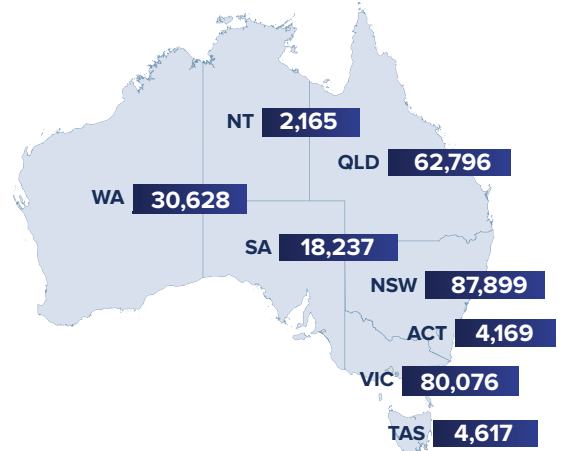 NT 2,165
QLD 62,796
WA 30,628
SA 18,237
NSW 87,899
ACT 4,169
VIC 80,076
TAS 4,617